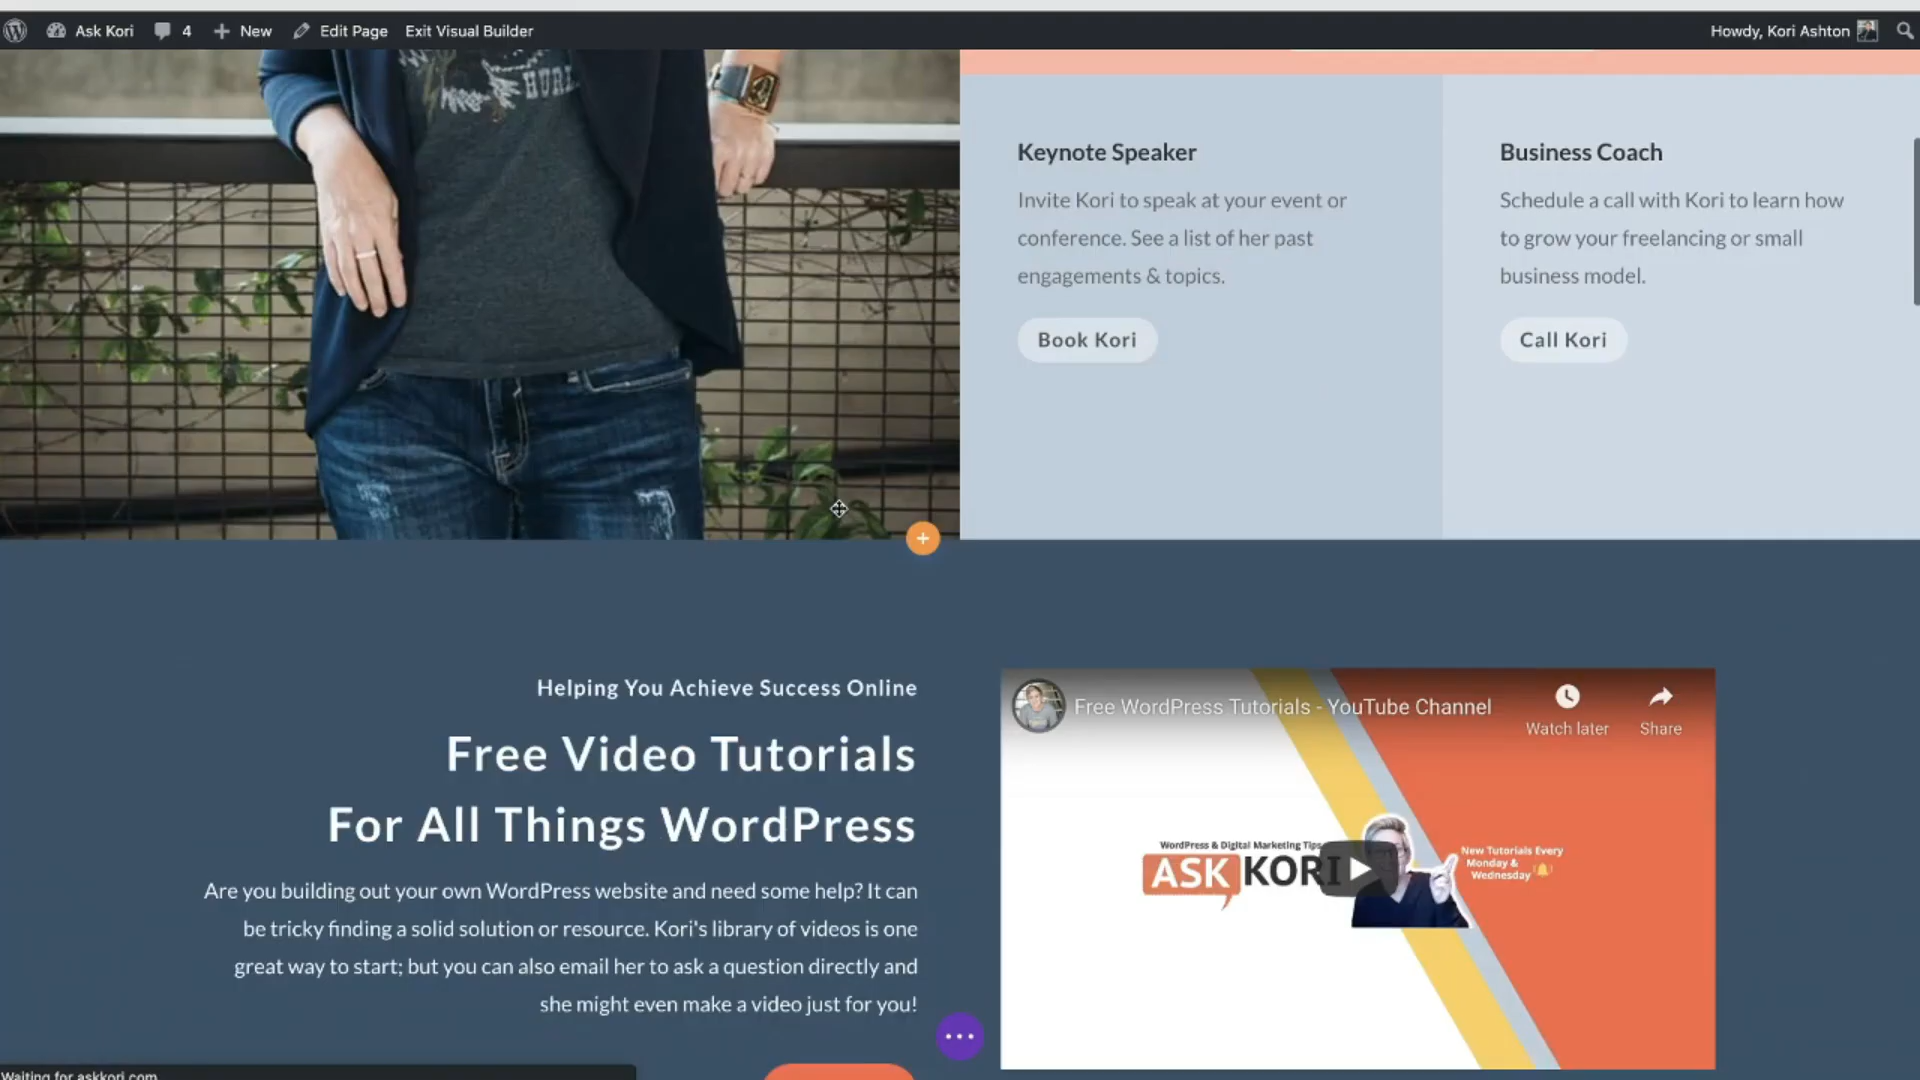 Ask Kori
4
New
Edit Page
Exit Visual Builder
Howdy, Kori Ashton
HURL
Keynote Speaker
Invite Kori to speak at your event or
conference. See a list of her past
engagements & topics.
Book Kori
Business Coach
Schedule a call with Kori to learn how
to grow your freelancing or small
business model.
Call Kori
Helping You Achieve Success Online
Free Video Tutorials
For All Things WordPress
Are you building out your own WordPress website and need some help? It can
be tricky finding a solid solution or resource. Kori's library of videos is one
great way to start; but you can also email her to ask a question directly and
she might even make a video just for you!
Free WordPress Tutorials - YouTube Channel
Watch later
Share
WordPress & Digital Marketing Tips
ASK KORI
New Tutorials Every
Monday &
Wednesday
Waiting for askkori.com